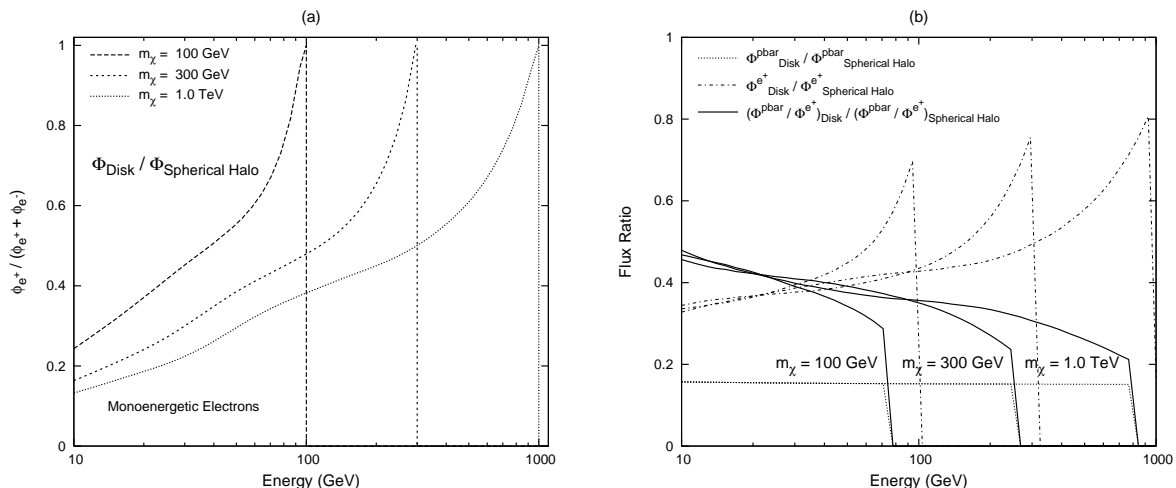 (a)
m_χ = 100 GeV
m_χ = 300 GeV
m_χ = 1.0 TeV
Φ_Disk / Φ_Spherical Halo
Monoenergetic Electrons
ϕ_e⁺ / (ϕ_e⁺ + ϕ_e⁻)
1
0.8
0.6
0.4
0.2
0
10
100
1000
Energy (GeV)
(b)
Φ^pbar_Disk / Φ^pbar_Spherical Halo
Φ^e⁺_Disk / Φ^e⁺_Spherical Halo
(Φ^pbar / Φ^e⁺)_Disk / (Φ^pbar / Φ^e⁺)_Spherical Halo
m_χ = 100 GeV
m_χ = 300 GeV
m_χ = 1.0 TeV
Flux Ratio
1
0.8
0.6
0.4
0.2
0
10
100
1000
Energy (GeV)